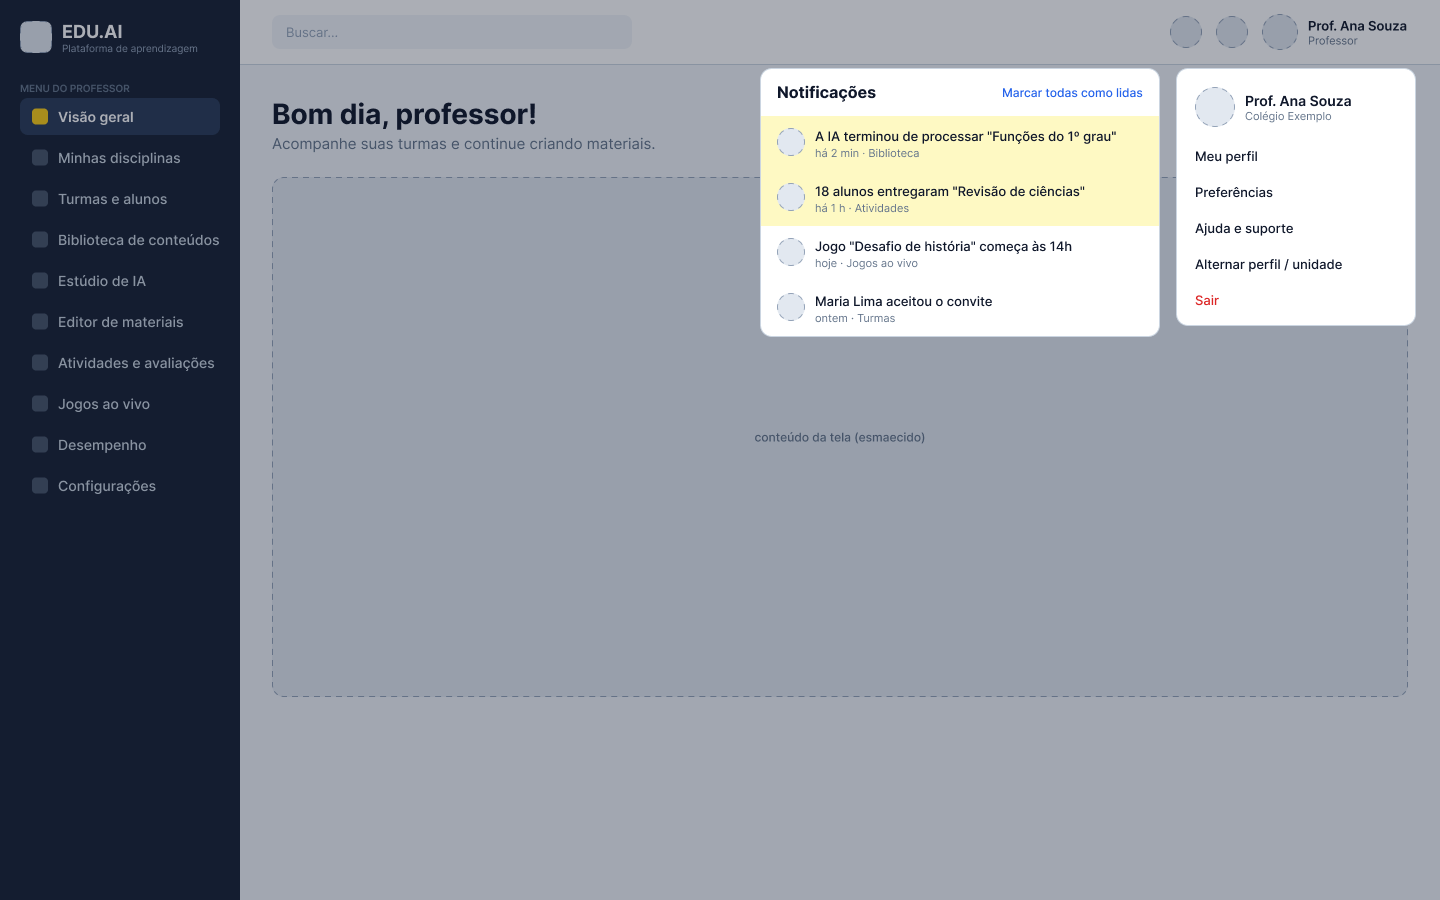 EDU.AI
Plataforma de aprendizagem
MENU DO PROFESSOR
Visão geral
Minhas disciplinas
Turmas e alunos
Biblioteca de conteúdos
Estúdio de IA
Editor de materiais
Atividades e avaliações
Jogos ao vivo
Desempenho
Configurações
Buscar...
Prof. Ana Souza
Professor
Bom dia, professor!
Acompanhe suas turmas e continue criando materiais.
Notificações
Marcar todas como lidas
A IA terminou de processar "Funções do 1º grau"
há 2 min · Biblioteca
18 alunos entregaram "Revisão de ciências"
há 1 h · Atividades
Jogo "Desafio de história" começa às 14h
hoje · Jogos ao vivo
Maria Lima aceitou o convite
ontem · Turmas
Prof. Ana Souza
Colégio Exemplo
Meu perfil
Preferências
Ajuda e suporte
Alternar perfil / unidade
Sair
conteúdo da tela (esmaecido)